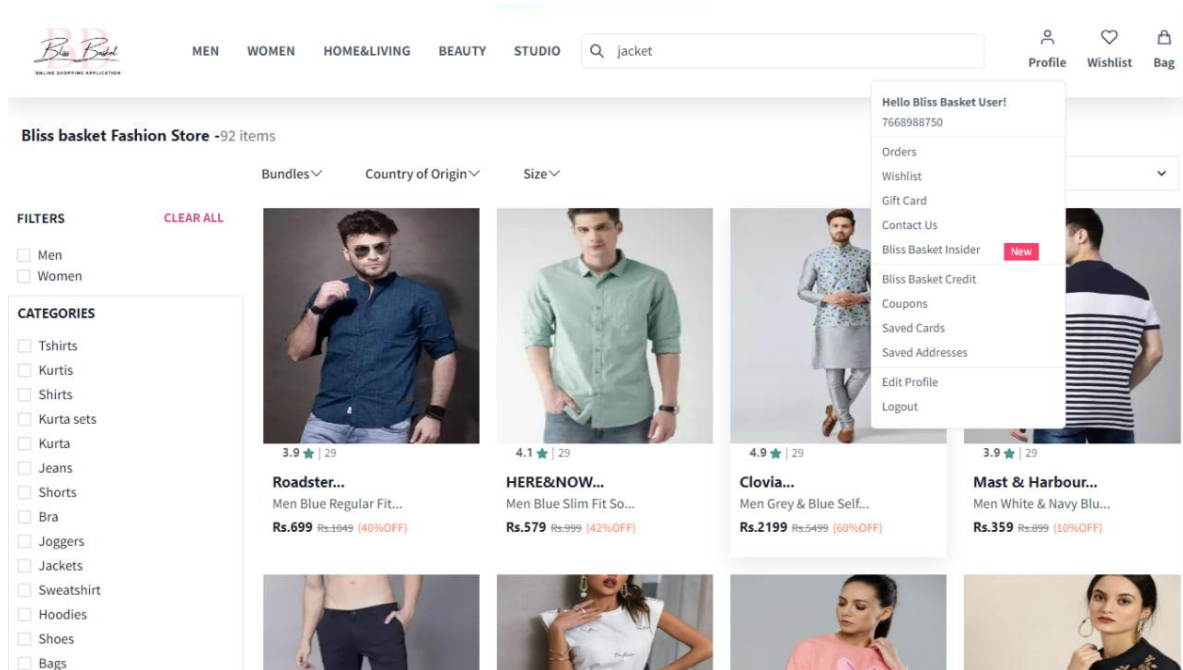 BB
Bliss Basket
ONLINE SHOPPING APPLICATION
MEN WOMEN HOME&LIVING BEAUTY STUDIO
jacket
Profile Wishlist Bag
Hello Bliss Basket User!
7668988750
Orders
Wishlist
Gift Card
Contact Us
Bliss Basket Insider New
Bliss Basket Credit
Coupons
Saved Cards
Saved Addresses
Edit Profile
Logout
Bliss basket Fashion Store -92 items
Bundles Country of Origin Size
FILTERS CLEAR ALL
Men
Women
CATEGORIES
Tshirts
Kurtis
Shirts
Kurta sets
Kurta
Jeans
Shorts
Bra
Joggers
Jackets
Sweatshirt
Hoodies
Shoes
Bags
3.9 | 29
Roadster...
Men Blue Regular Fit...
Rs.699 Rs.1049 (40%OFF)
4.1 | 29
HERE&NOW...
Men Blue Slim Fit So...
Rs.579 Rs.999 (42%OFF)
4.9 | 29
Clovia...
Men Grey & Blue Self...
Rs.2199 Rs.5499 (60%OFF)
3.9 | 29
Mast & Harbour...
Men White & Navy Blu...
Rs.359 Rs.899 (10%OFF)